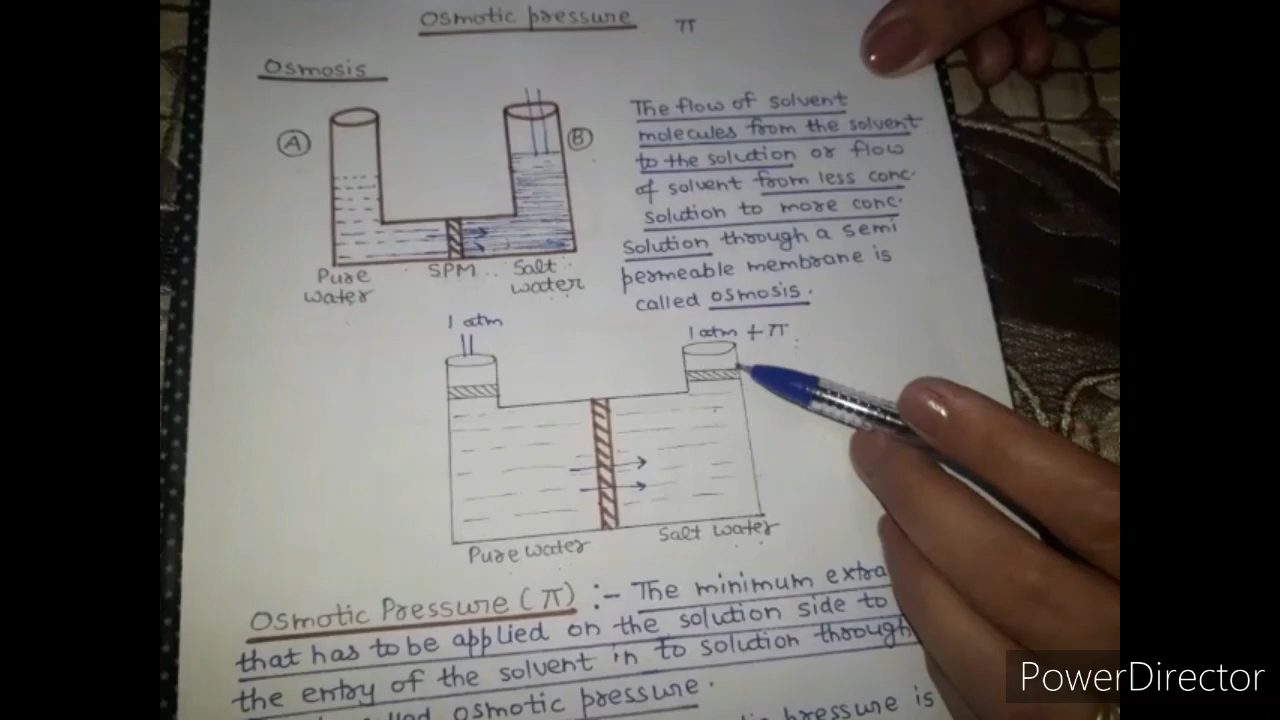 Osmotic pressure π
Osmosis
A
B
The flow of solvent
molecules from the solvent
to the solution or flow
of solvent from less conc.
solution to more conc.
solution through a semi
permeable membrane is
called osmosis.
Pure
water
SPM
Salt
water
1 atm
1 atm + π
Pure water
Salt water
Osmotic Pressure (π) :- The minimum extra
that has to be applied on the solution side to
the entry of the solvent in to solution through
osmotic pressure.
pressure is
PowerDirector